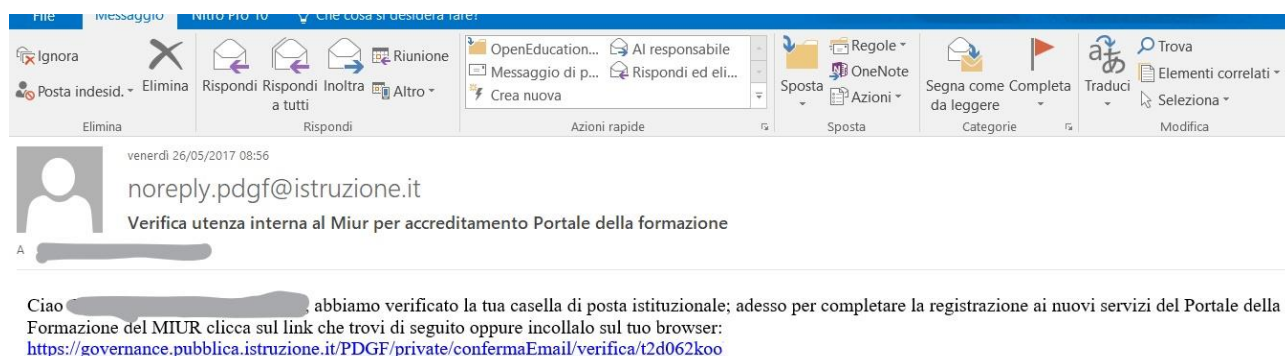 File Messaggio Nitro Pro 10 Che cosa si desidera fare?
Ignora
Posta indesid.
Elimina
Rispondi Rispondi a tutti Inoltra
Riunione
Altro
OpenEducation... Al responsabile
Messaggio di p... Rispondi ed eli...
Crea nuova
Sposta
Regole
OneNote
Azioni
Segna come da leggere Completa
Traduci
Trova
Elementi correlati
Seleziona
Elimina Rispondi Azioni rapide Sposta Categorie Modifica
venerdì 26/05/2017 08:56
noreply.pdgf@istruzione.it
Verifica utenza interna al Miur per accreditamento Portale della formazione
A
Ciao , abbiamo verificato la tua casella di posta istituzionale; adesso per completare la registrazione ai nuovi servizi del Portale della
Formazione del MIUR clicca sul link che trovi di seguito oppure incollalo sul tuo browser:
https://governance.pubblica.istruzione.it/PDGF/private/confermaEmail/verifica/t2d062koo